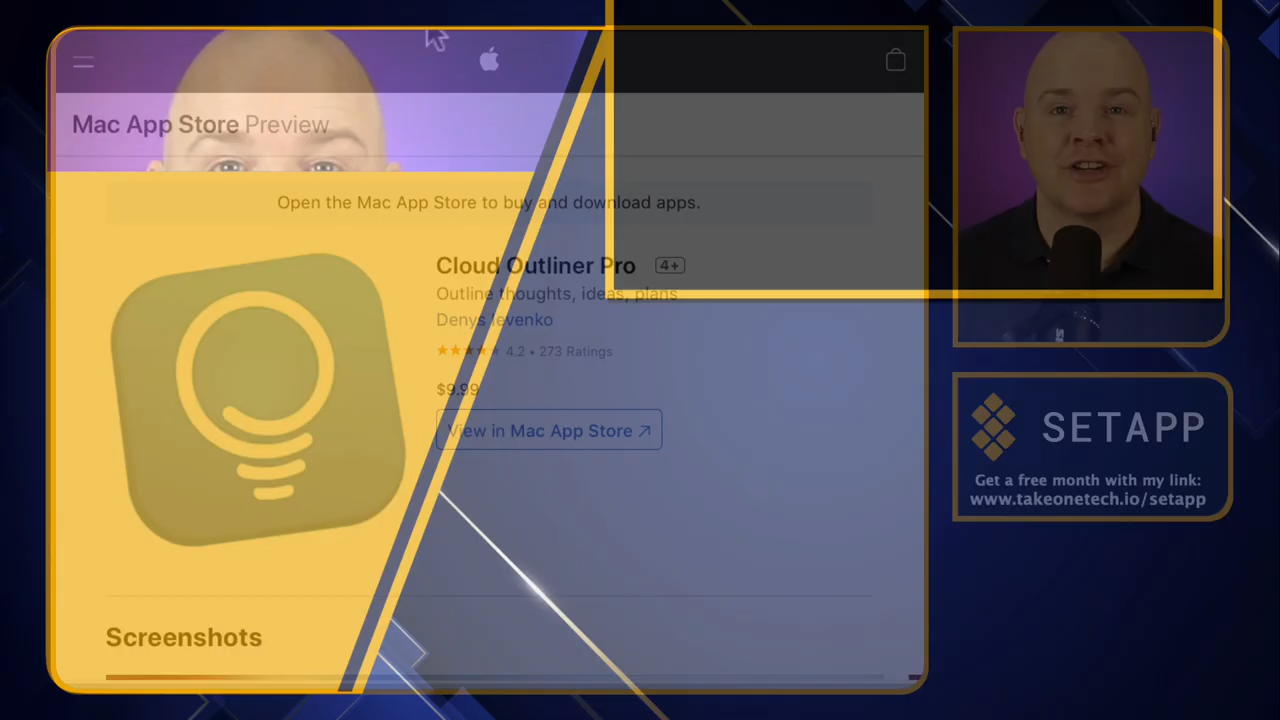 Mac App Store Preview
Open the Mac App Store to buy and download apps.
Cloud Outliner Pro 4+
Outline thoughts, ideas, plans
Denys Ievenko
4.2 • 273 Ratings
$9.99
View in Mac App Store
Screenshots
SETAPP
Get a free month with my link:
www.takeonetech.io/setapp